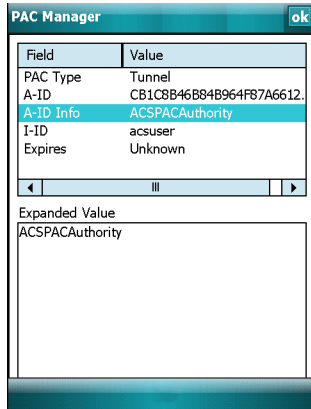 PAC Manager ok
Field Value
PAC Type Tunnel
A-ID CB1C8B46B84B964F87A6612.
A-ID Info ACSPACAuthority
I-ID acsuser
Expires Unknown
Expanded Value
ACSPACAuthority